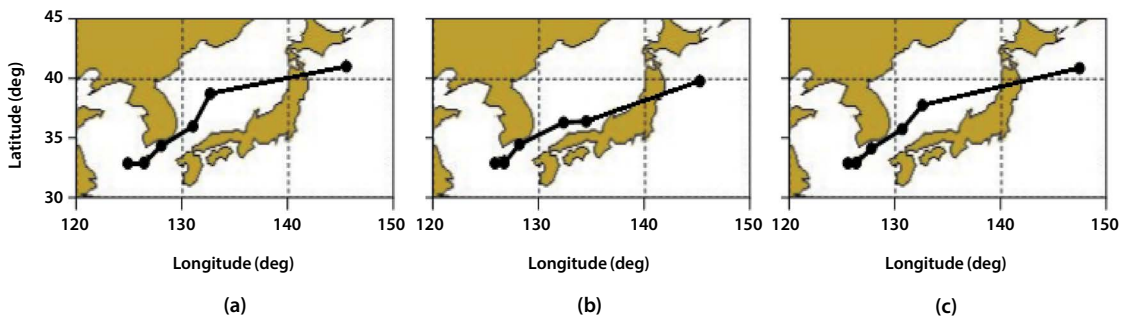 45
40
35
30
Latitude (deg)
120 130 140 150 120 130 140 150 120 130 140 150
Longitude (deg) Longitude (deg) Longitude (deg)
(a) (b) (c)